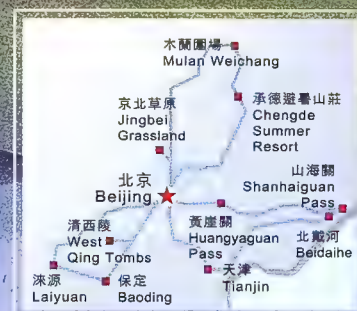 木蘭圍場
Mulan Weichang
京北草原
Jingbei
Grassland
承德避暑山莊
Chengde
Summer
Resort
山海關
Shanhaiguan
Pass
北京
Beijing
清西陵
West
Qing Tombs
黃崖關
Huangyaguan
Pass
北戴河
Beidaihe
淶源
Laiyuan
保定
Baoding
天津
Tianjin